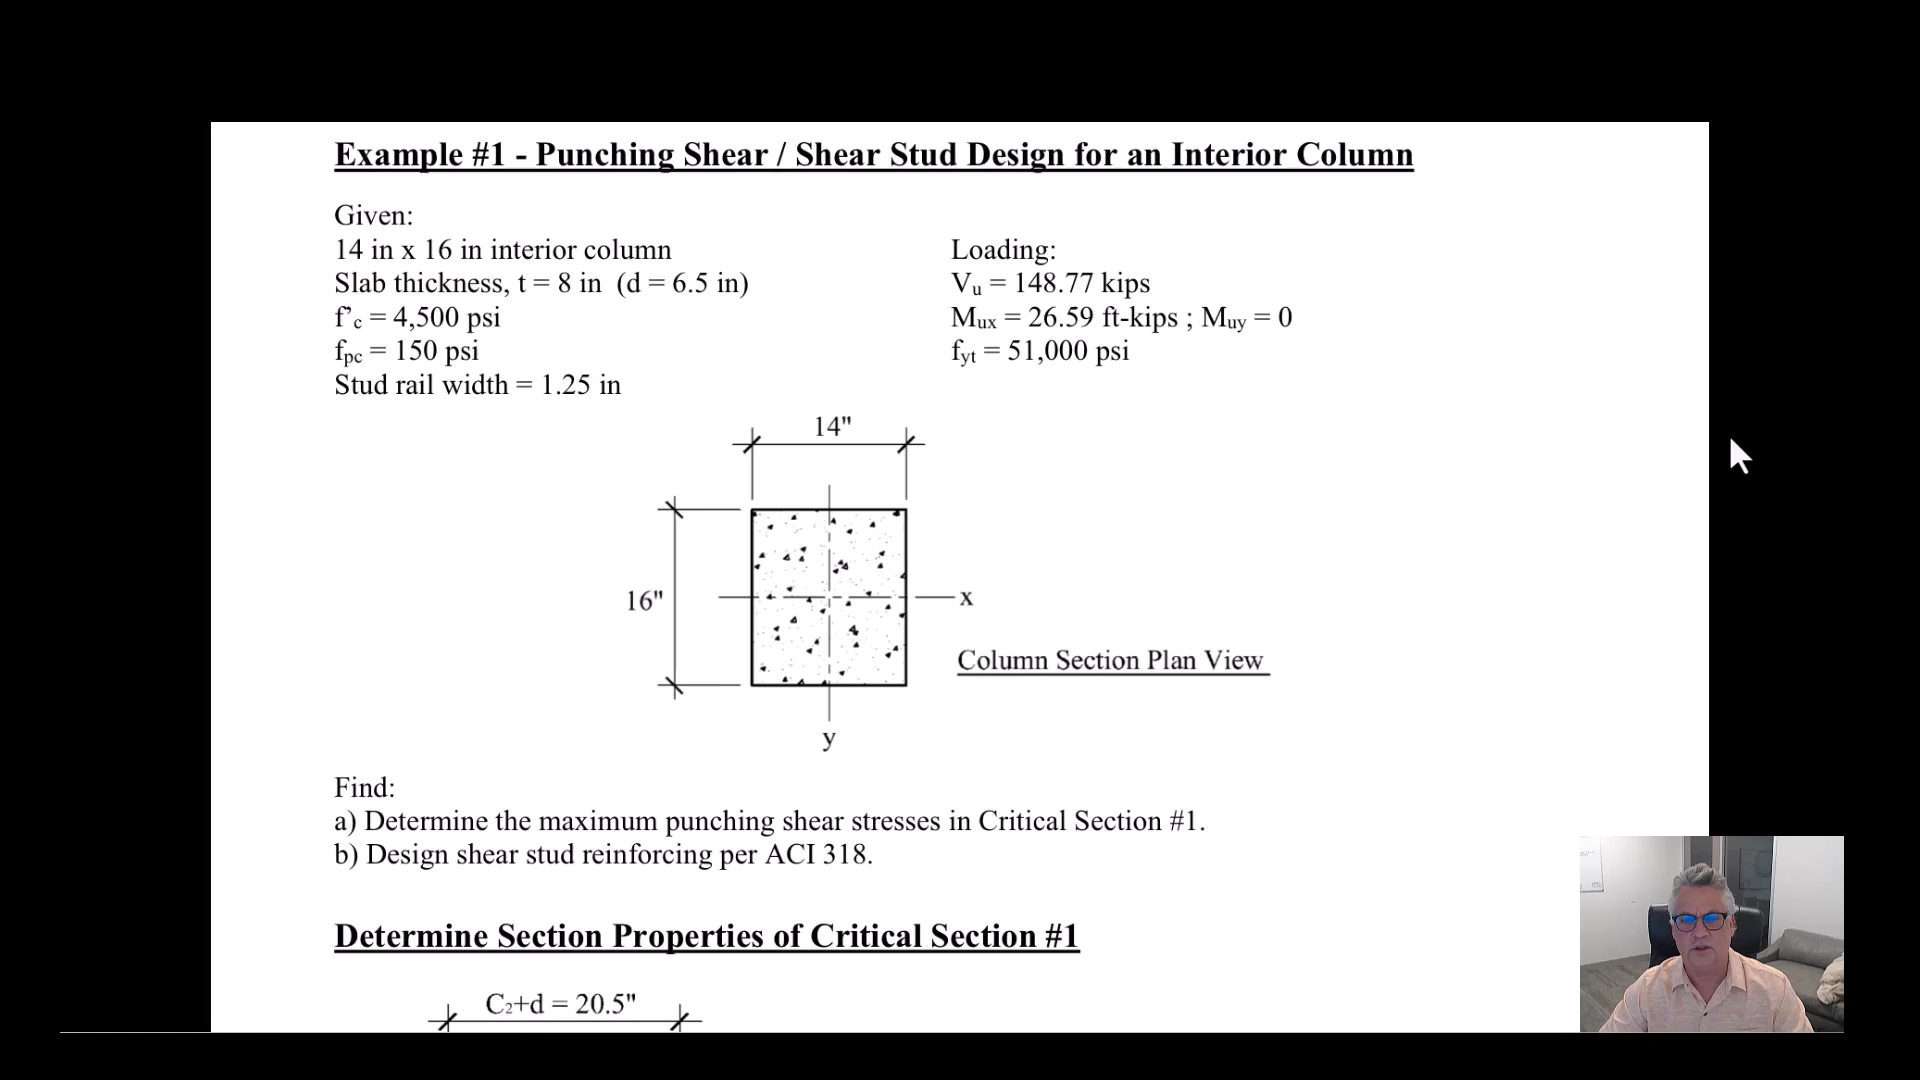 Example #1 - Punching Shear / Shear Stud Design for an Interior Column
Given:
14 in x 16 in interior column
Slab thickness, t = 8 in (d = 6.5 in)
f'c = 4,500 psi
fpc = 150 psi
Stud rail width = 1.25 in
Loading:
Vu = 148.77 kips
Mux = 26.59 ft-kips ; Muy = 0
fyt = 51,000 psi
14"
16"
x
Column Section Plan View
y
Find:
a) Determine the maximum punching shear stresses in Critical Section #1.
b) Design shear stud reinforcing per ACI 318.
Determine Section Properties of Critical Section #1
C2+d = 20.5"